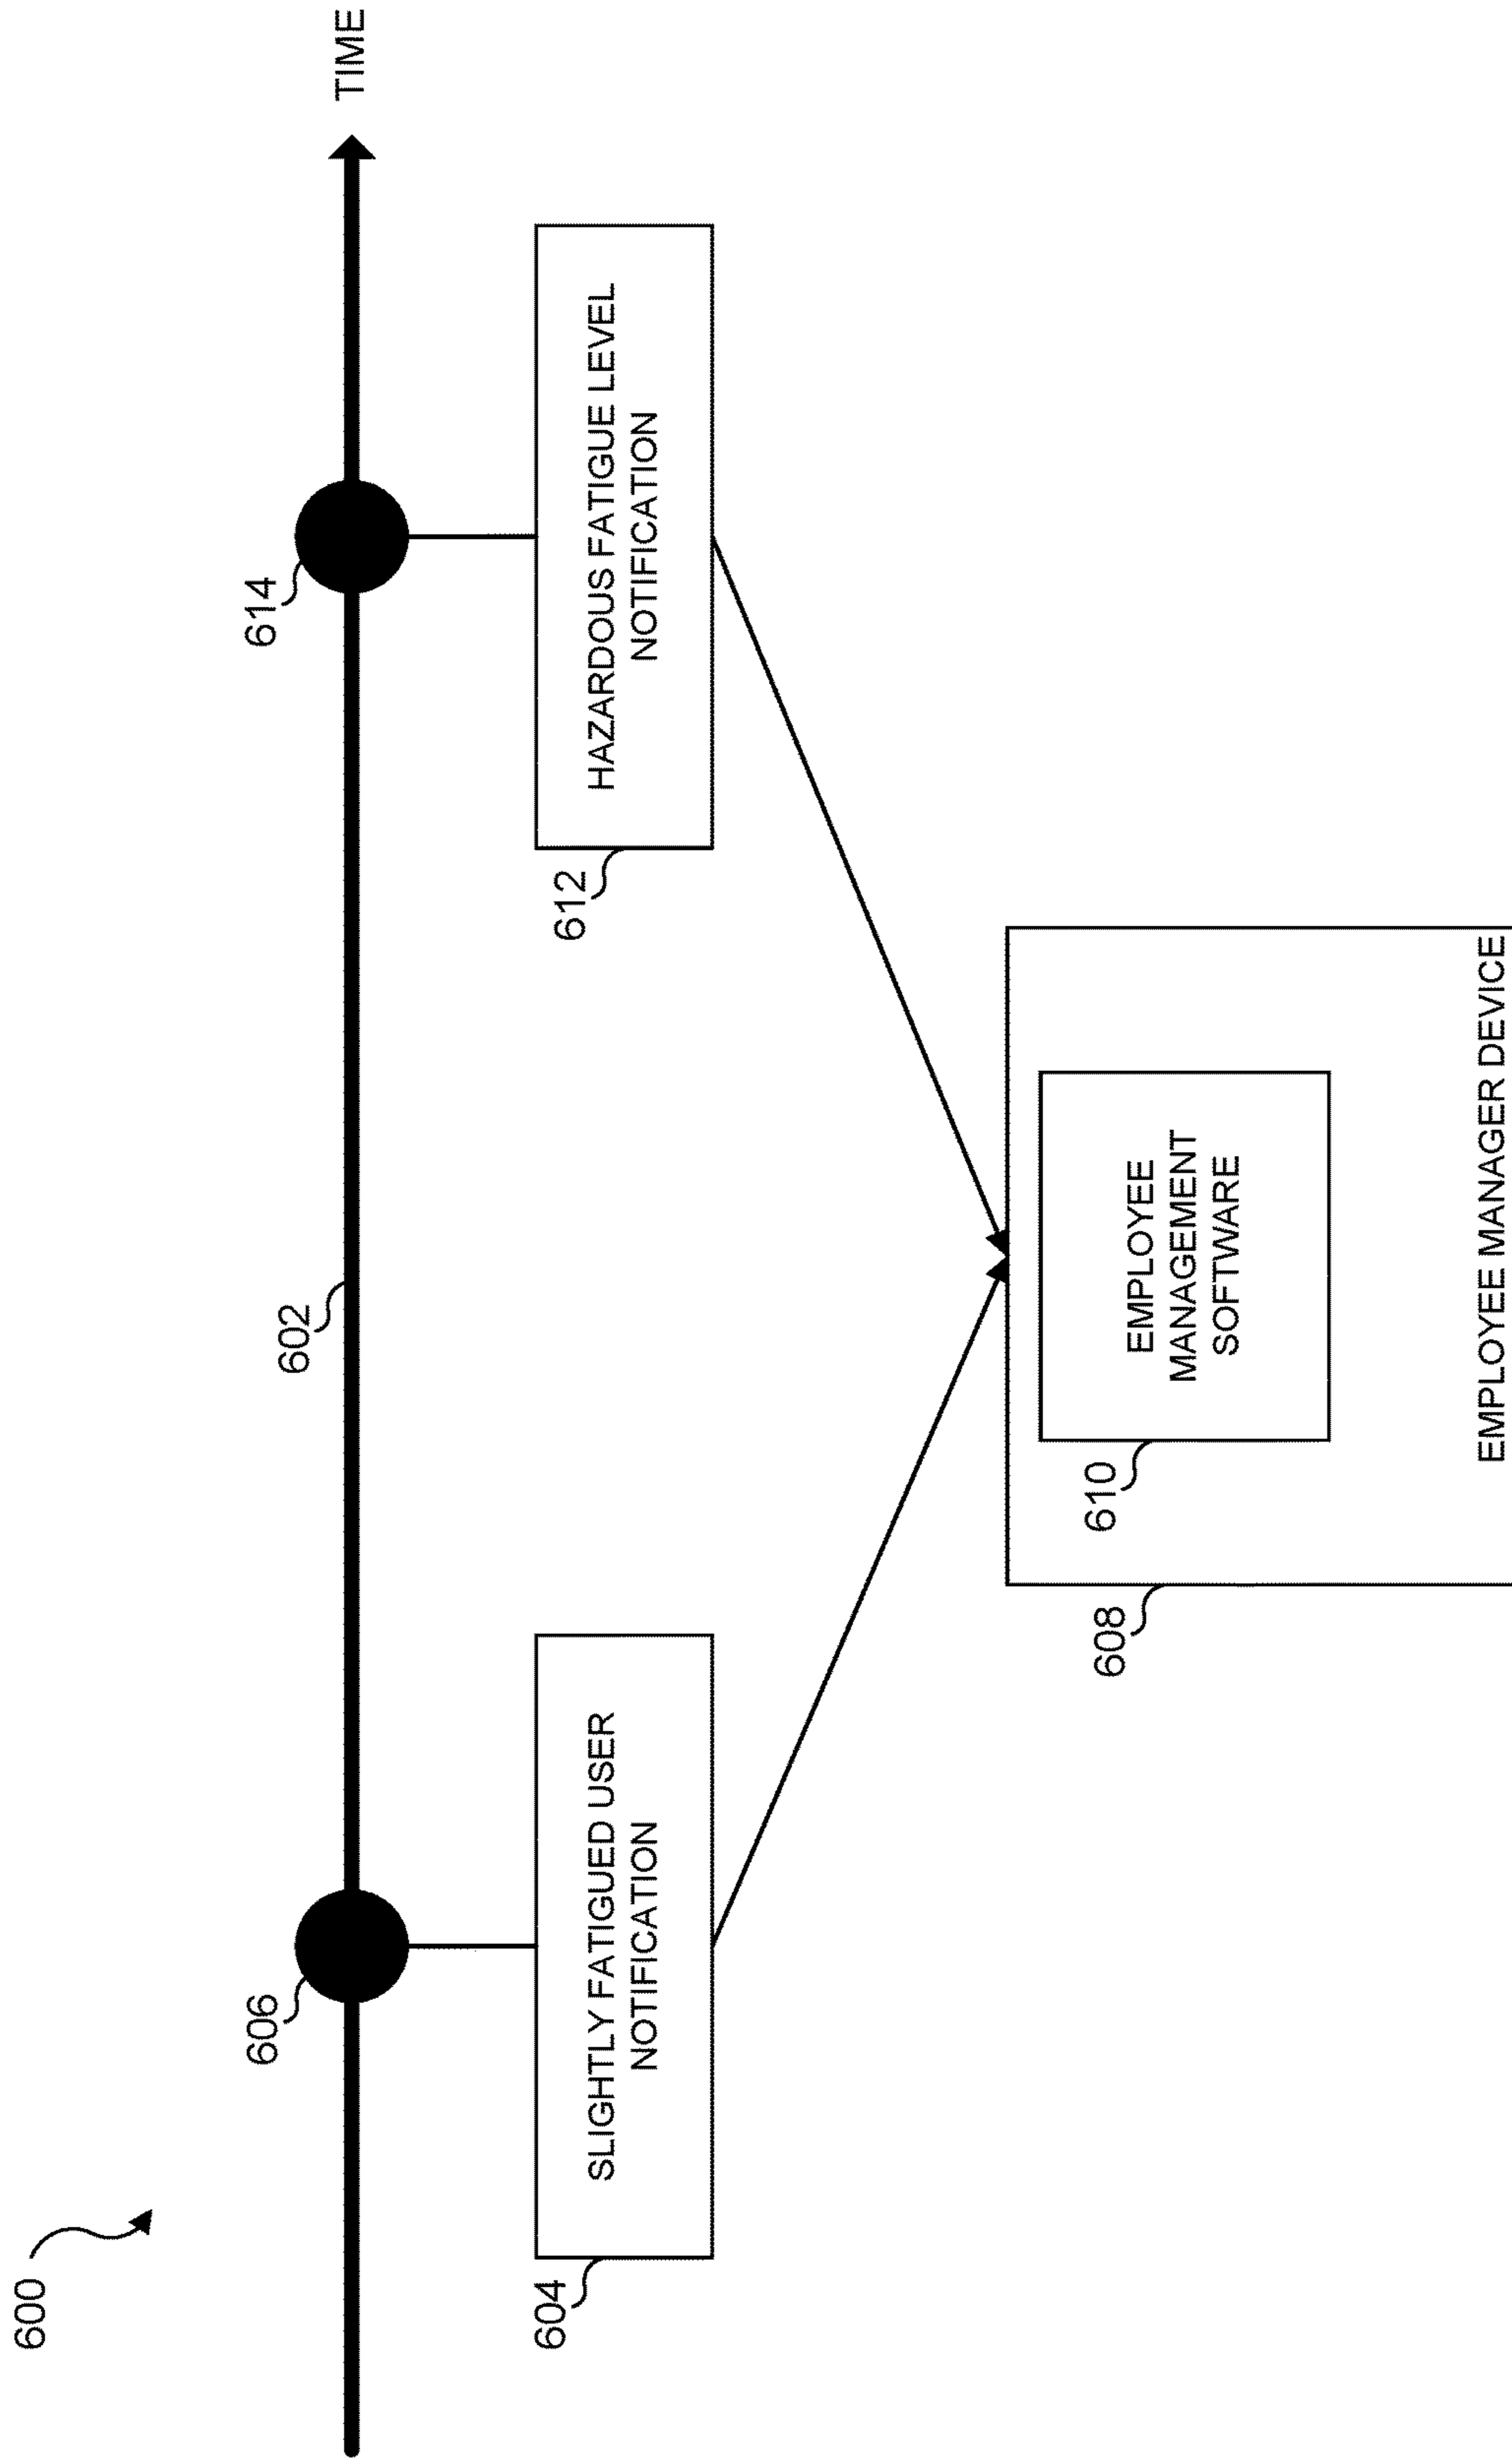 600
602
TIME
606
614
604
SLIGHTLY FATIGUED USER
NOTIFICATION
612
HAZARDOUS FATIGUE LEVEL
NOTIFICATION
608
610
EMPLOYEE
MANAGEMENT
SOFTWARE
EMPLOYEE MANAGER DEVICE